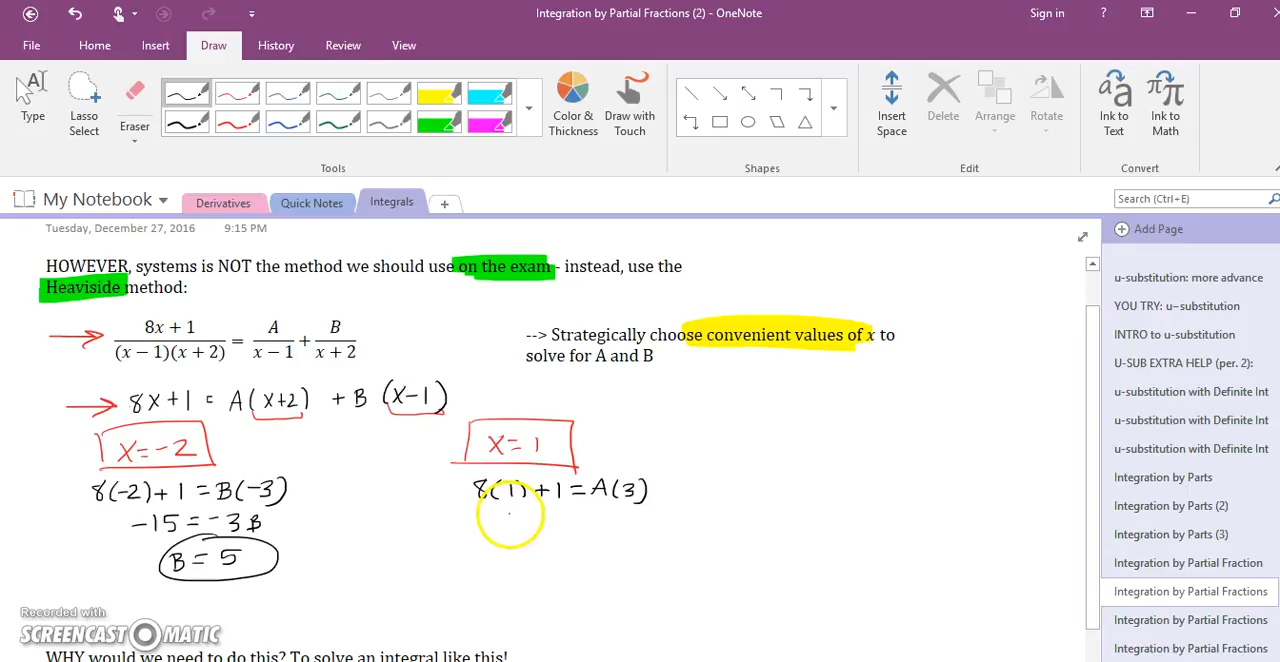 Integration by Partial Fractions (2) - OneNote
Sign in
?
File Home Insert Draw History Review View
Type
Lasso Select
Eraser
Color & Thickness
Draw with Touch
Insert Space
Delete
Arrange
Rotate
Ink to Text
Ink to Math
Tools
Shapes
Edit
Convert
My Notebook
Derivatives
Quick Notes
Integrals
+
Search (Ctrl+E)
Tuesday, December 27, 2016 9:15 PM
Add Page
HOWEVER, systems is NOT the method we should use on the exam - instead, use the
Heaviside method:
8x + 1 / (x − 1)(x + 2) = A / x − 1 + B / x + 2
--> Strategically choose convenient values of x to
solve for A and B
8x+1 = A(x+2) + B (x-1)
x=-2
x=1
8(-2)+1 = B(-3)
8(1)+1 = A(3)
-15 = -3B
B = 5
Recorded with
SCREENCAST-O-MATIC
WHY would we need to do this? To solve an integral like this!
u-substitution: more advance
YOU TRY: u-substitution
INTRO to u-substitution
U-SUB EXTRA HELP (per. 2):
u-substitution with Definite Int
u-substitution with Definite Int
u-substitution with Definite Int
Integration by Parts
Integration by Parts (2)
Integration by Parts (3)
Integration by Partial Fraction
Integration by Partial Fractions
Integration by Partial Fractions
Integration by Partial Fractions